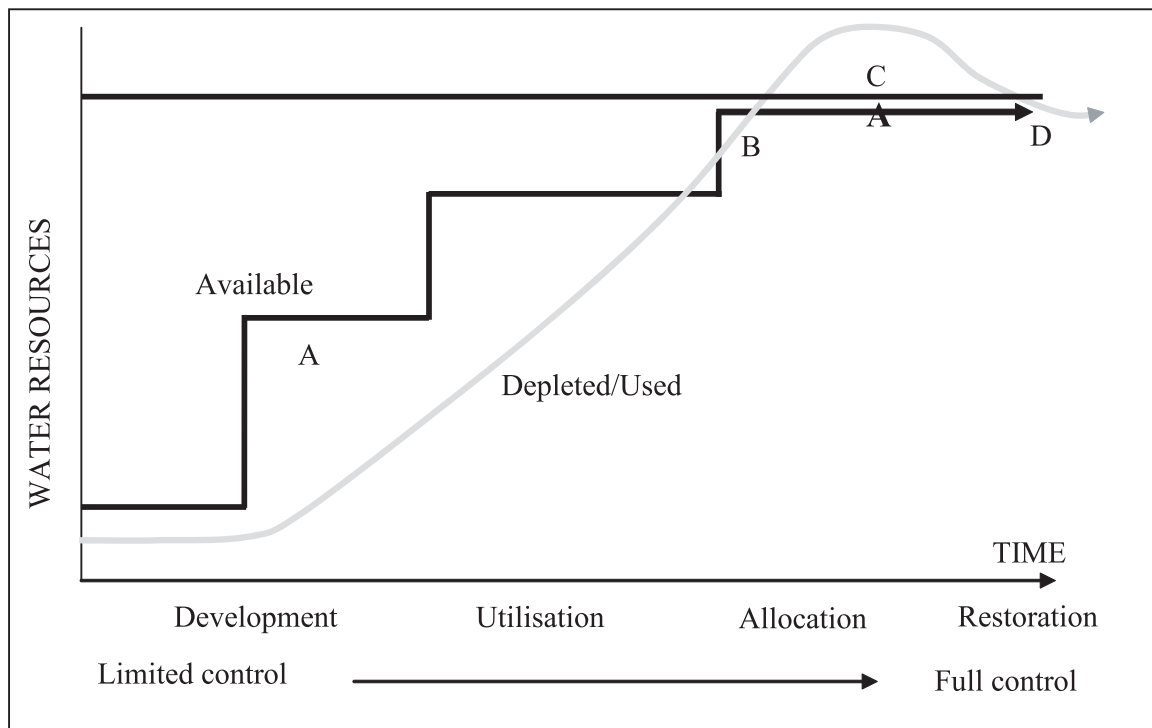 C
A
B
D
WATER RESOURCES
Available
A
Depleted/Used
TIME
Development Utilisation Allocation Restoration
Limited control Full control